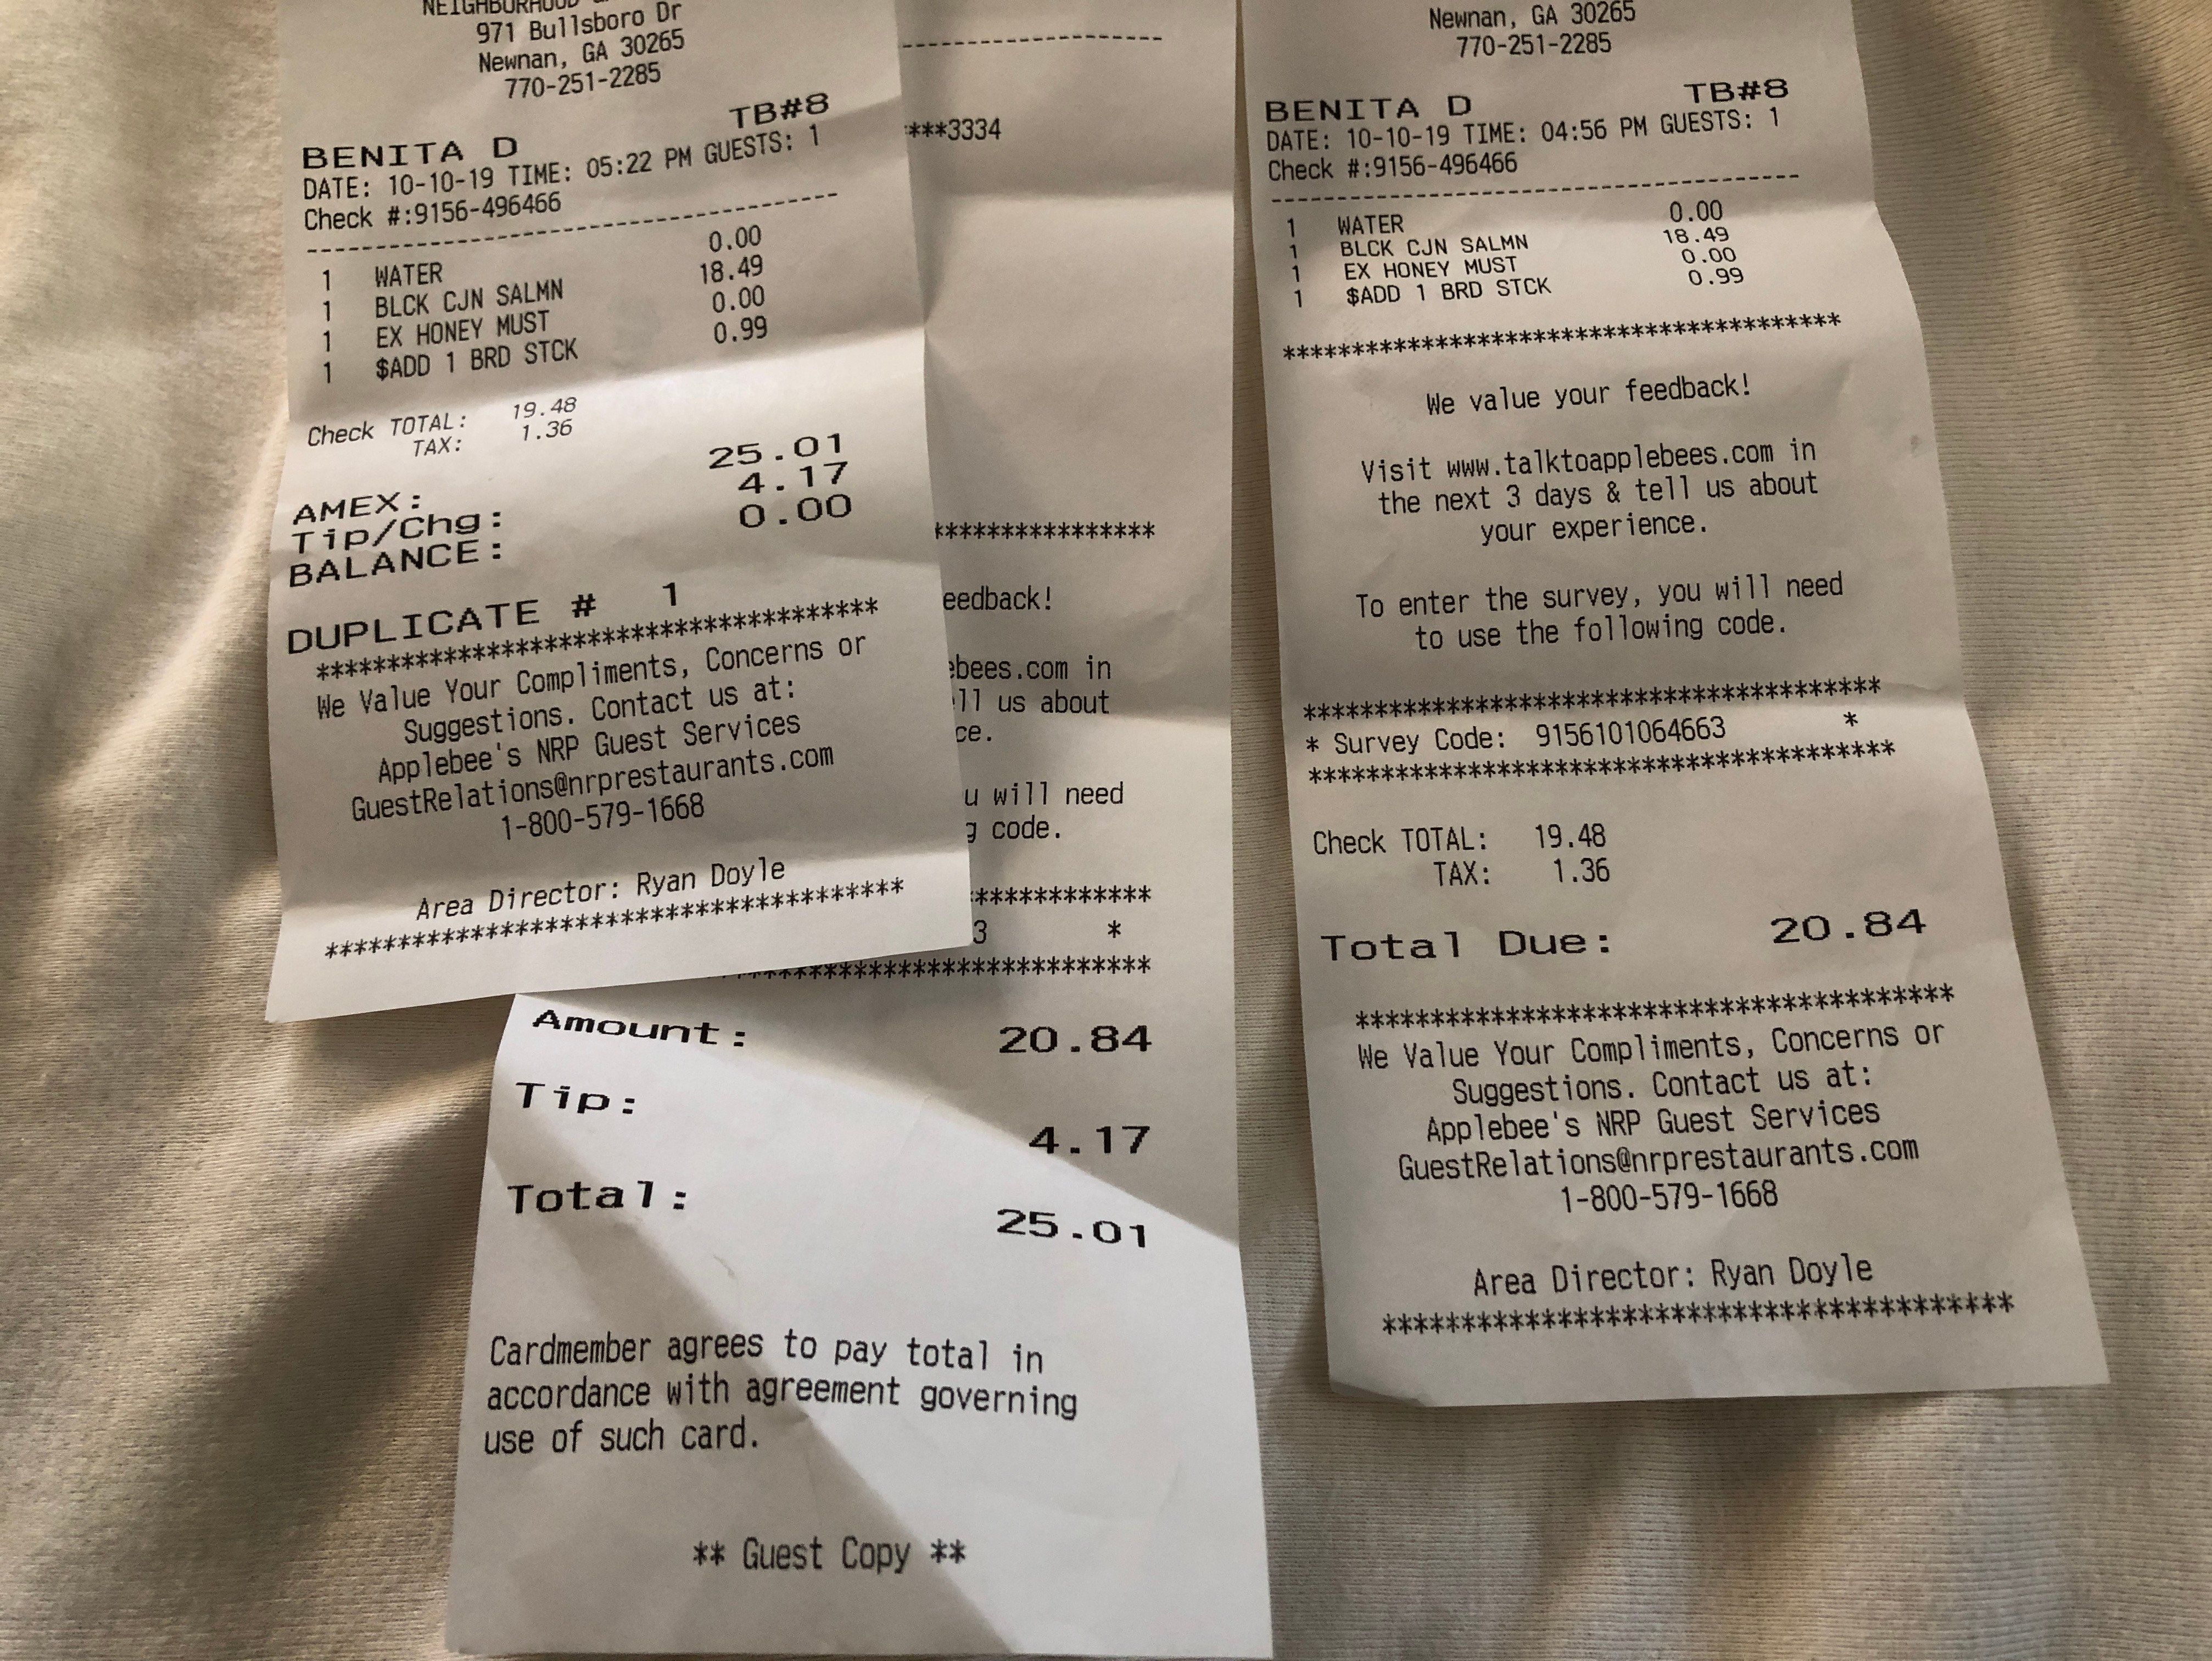 NEIGHBORHOOD
971 Bullsboro Dr
Newnan, GA 30265
770-251-2285
TB#8
BENITA D
DATE: 10-10-19 TIME: 05:22 PM GUESTS: 1
Check #:9156-496466
--------------------------------------
1 WATER 0.00
1 BLCK CJN SALMN 18.49
1 EX HONEY MUST 0.00
1 $ADD 1 BRD STCK 0.99
Check TOTAL: 19.48
TAX: 1.36
AMEX: 25.01
Tip/Chg: 4.17
BALANCE: 0.00
DUPLICATE # 1
***************************************
We Value Your Compliments, Concerns or
Suggestions. Contact us at:
Applebee's NRP Guest Services
GuestRelations@nrprestaurants.com
1-800-579-1668
Area Director: Ryan Doyle
***************************************
------------------
***3334
****************
eedback!
ebees.com in
ll us about
ce.
u will need
g code.
*************
3 *
******************************
Amount: 20.84
Tip: 4.17
Total: 25.01
Cardmember agrees to pay total in
accordance with agreement governing
use of such card.
** Guest Copy **
Newnan, GA 30265
770-251-2285
BENITA D TB#8
DATE: 10-10-19 TIME: 04:56 PM GUESTS: 1
Check #:9156-496466
--------------------------------------
1 WATER 0.00
1 BLCK CJN SALMN 18.49
1 EX HONEY MUST 0.00
1 $ADD 1 BRD STCK 0.99
***************************************
We value your feedback!
Visit www.talktoapplebees.com in
the next 3 days & tell us about
your experience.
To enter the survey, you will need
to use the following code.
***************************************
* Survey Code: 9156101064663 *
***************************************
Check TOTAL: 19.48
TAX: 1.36
Total Due: 20.84
***************************************
We Value Your Compliments, Concerns or
Suggestions. Contact us at:
Applebee's NRP Guest Services
GuestRelations@nrprestaurants.com
1-800-579-1668
Area Director: Ryan Doyle
***************************************